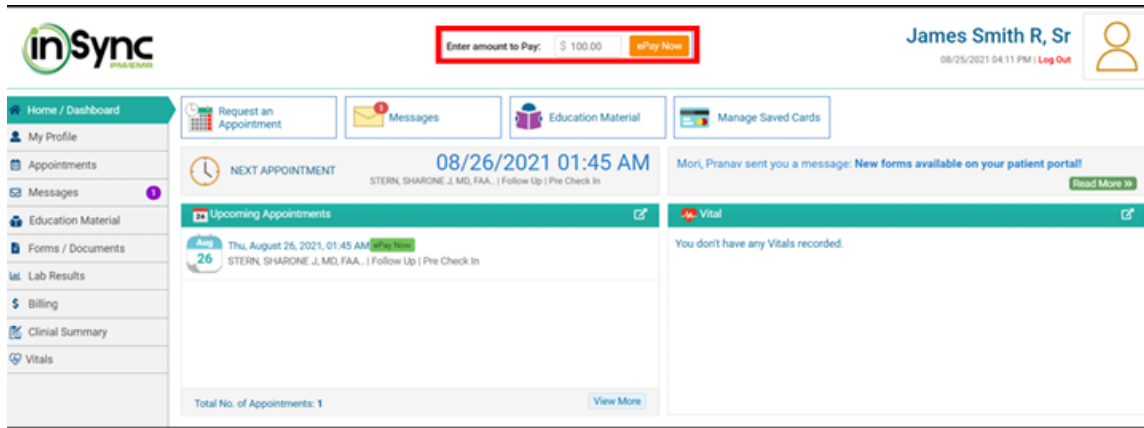 inSync
PM/EMR
Enter amount to Pay: $ 100.00 ePay Now
James Smith R, Sr
08/25/2021 04:11 PM | Log Out
Home / Dashboard
My Profile
Appointments
Messages 1
Education Material
Forms / Documents
Lab Results
$ Billing
Clinial Summary
Vitals
Request an
Appointment
1
Messages
Education Material
Manage Saved Cards
NEXT APPOINTMENT
08/26/2021 01:45 AM
STERN, SHARONE J, MD, FAA.. | Follow Up | Pre Check In
Mori, Pranav sent you a message: New forms available on your patient portal!
Read More »
24 Upcoming Appointments
Aug
26
Thu, August 26, 2021, 01:45 AM ePay Now
STERN, SHARONE J, MD, FAA.. | Follow Up | Pre Check In
Total No. of Appointments: 1
View More
Vital
You don't have any Vitals recorded.